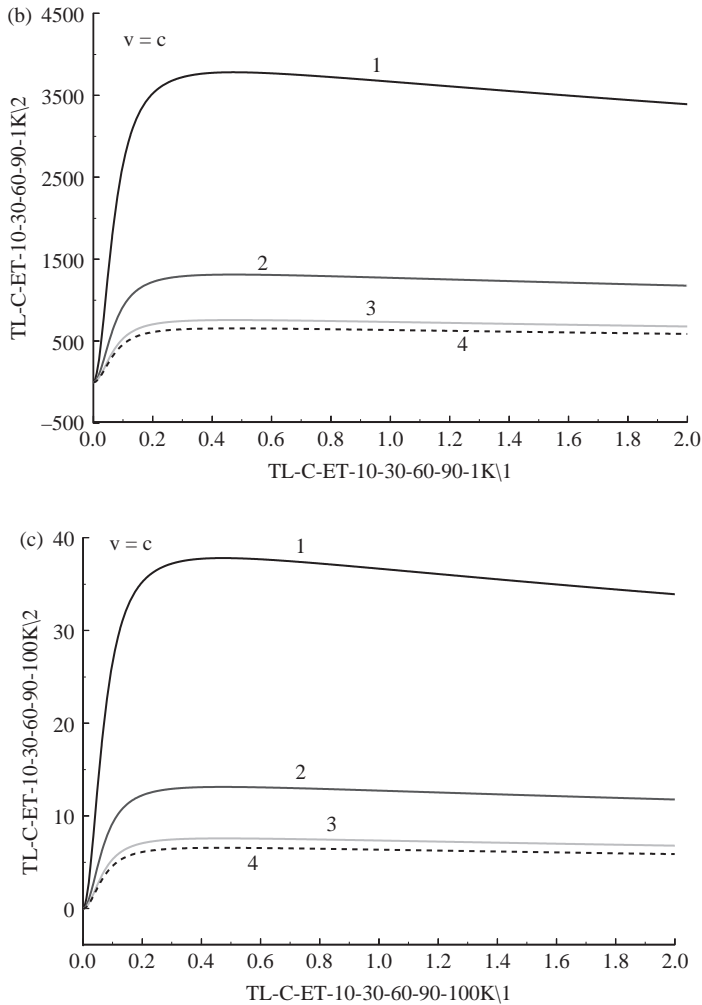 (b)
v = c
TL-C-ET-10-30-60-90-1K\2
4500
3500
2500
1500
500
–500
1
2
3
4
0.0 0.2 0.4 0.6 0.8 1.0 1.2 1.4 1.6 1.8 2.0
TL-C-ET-10-30-60-90-1K\1
(c)
v = c
TL-C-ET-10-30-60-90-100K\2
40
30
20
10
0
1
2
3
4
0.0 0.2 0.4 0.6 0.8 1.0 1.2 1.4 1.6 1.8 2.0
TL-C-ET-10-30-60-90-100K\1